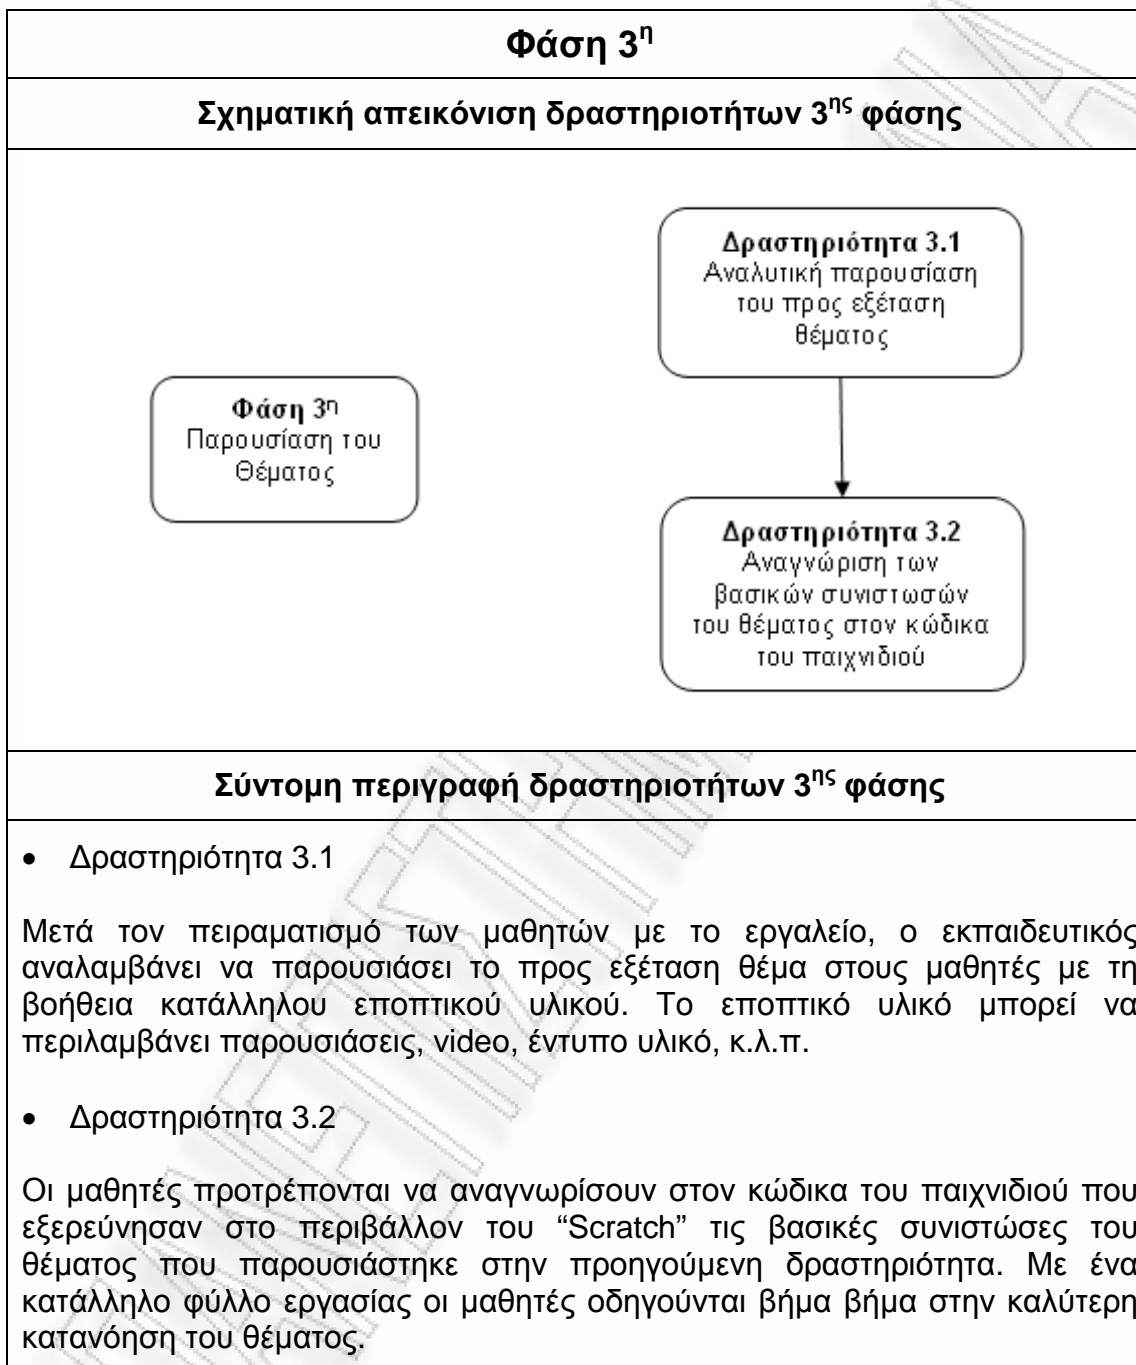 Φάση 3η
Σχηματική απεικόνιση δραστηριοτήτων 3ης φάσης
Δραστηριότητα 3.1
Αναλυτική παρουσίαση
του προς εξέταση
θέματος
Φάση 3η
Παρουσίαση του
Θέματος
Δραστηριότητα 3.2
Αναγνώριση των
βασικών συνιστωσών
του θέματος στον κώδικα
του παιχνιδιού
Σύντομη περιγραφή δραστηριοτήτων 3ης φάσης
• Δραστηριότητα 3.1
Μετά τον πειραματισμό των μαθητών με το εργαλείο, ο εκπαιδευτικός
αναλαμβάνει να παρουσιάσει το προς εξέταση θέμα στους μαθητές με τη
βοήθεια κατάλληλου εποπτικού υλικού. Το εποπτικό υλικό μπορεί να
περιλαμβάνει παρουσιάσεις, video, έντυπο υλικό, κ.λ.π.
• Δραστηριότητα 3.2
Οι μαθητές προτρέπονται να αναγνωρίσουν στον κώδικα του παιχνιδιού που
εξερεύνησαν στο περιβάλλον του “Scratch” τις βασικές συνιστώσες του
θέματος που παρουσιάστηκε στην προηγούμενη δραστηριότητα. Με ένα
κατάλληλο φύλλο εργασίας οι μαθητές οδηγούνται βήμα βήμα στην καλύτερη
κατανόηση του θέματος.